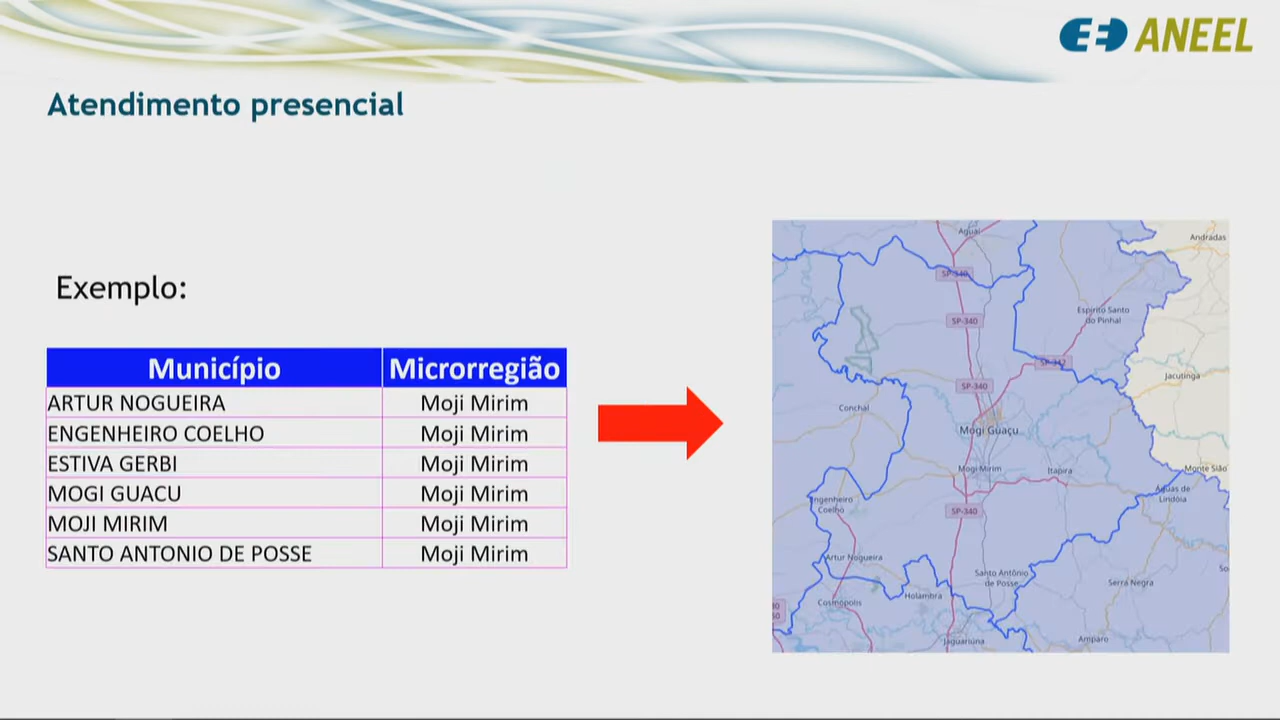 ANEEL
Atendimento presencial
Exemplo:
Município Microrregião
ARTUR NOGUEIRA Moji Mirim
ENGENHEIRO COELHO Moji Mirim
ESTIVA GERBI Moji Mirim
MOGI GUACU Moji Mirim
MOJI MIRIM Moji Mirim
SANTO ANTONIO DE POSSE Moji Mirim
Aguaí
Andradas
SP-340
Espírito Santo
do Pinhal
SP-340
SP-342
Jacutinga
SP-340
Conchal
Mogi Guaçu
Mogi Mirim
Itapira
Monte Sião
Águas de
Lindóia
Engenheiro
Coelho
SP-340
Artur Nogueira
Santo Antônio
de Posse
Serra Negra
So
Holambra
Cosmópolis
Jaguariúna
Amparo